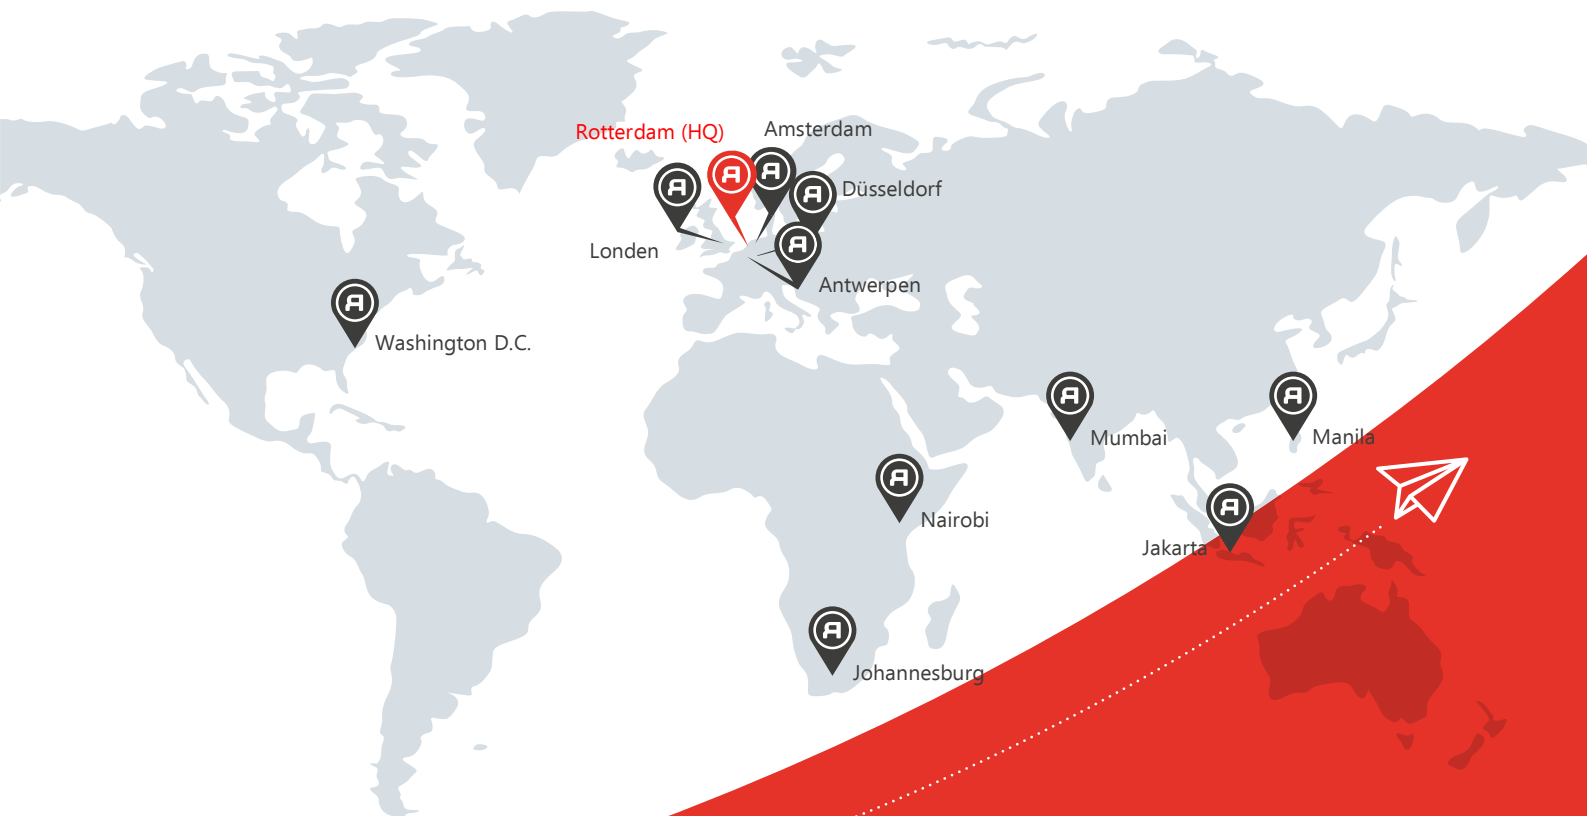 Rotterdam (HQ)
Amsterdam
Düsseldorf
Londen
Antwerpen
Washington D.C.
Mumbai
Manila
Nairobi
Jakarta
Johannesburg